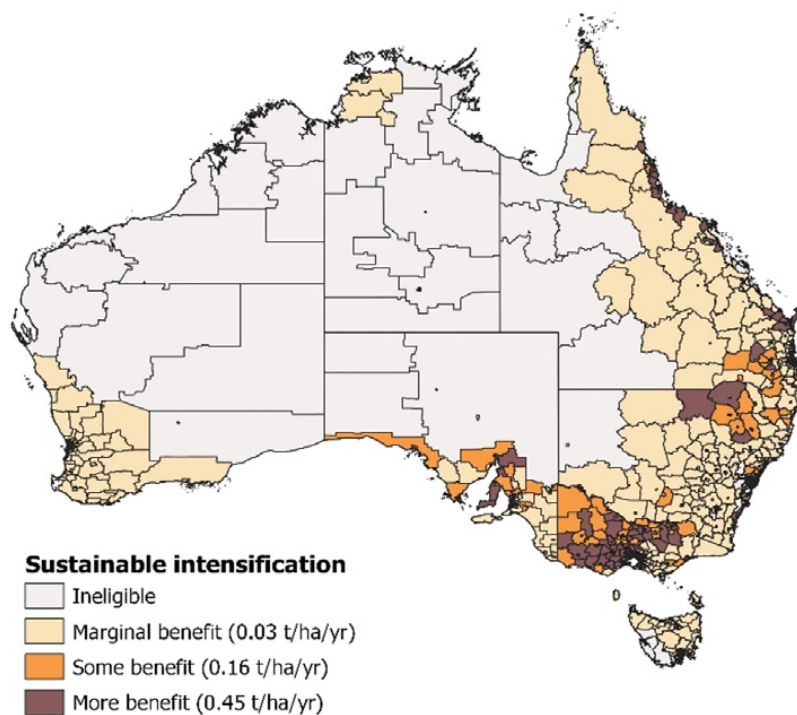 Sustainable intensification
Ineligible
Marginal benefit (0.03 t/ha/yr)
Some benefit (0.16 t/ha/yr)
More benefit (0.45 t/ha/yr)